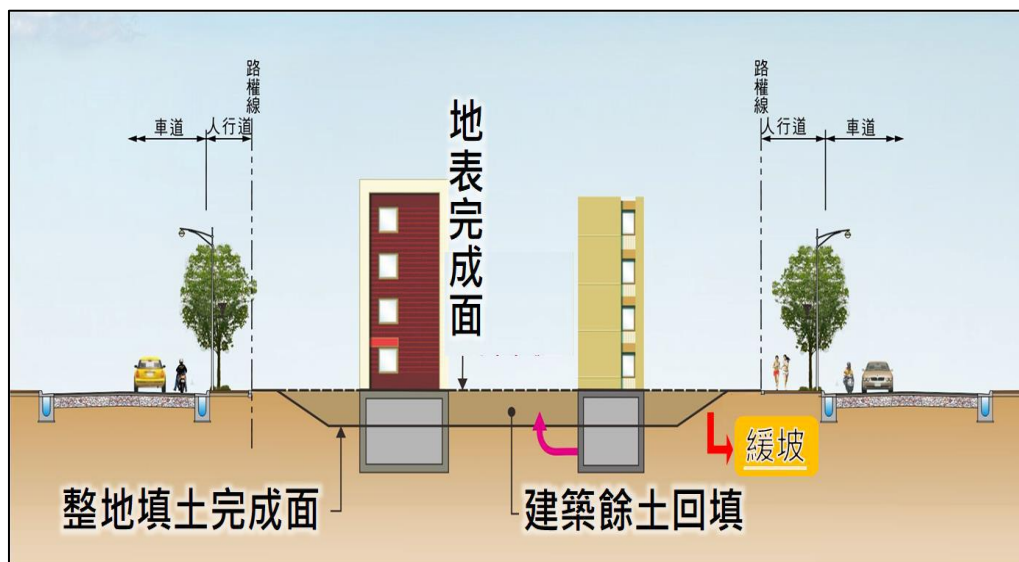 路權線
車道
人行道
地表完成面
路權線
人行道
車道
緩坡
整地填土完成面
建築餘土回填